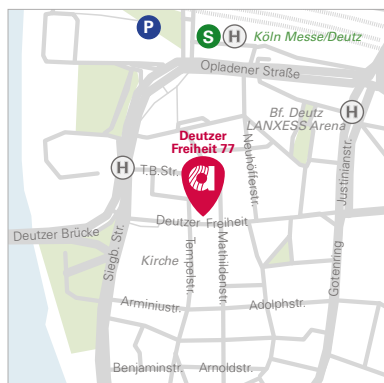 P
S
H
Köln Messe/Deutz
Opladener Straße
Bf. Deutz
LANXESS Arena
H
Deutzer
Freiheit 77
Neuhöfferstr.
Justinianstr.
H
T.B.Str.
Deutzer Freiheit
Deutzer Brücke
Siegb. Str.
Kirche
Tempelstr.
Mathildenstr.
Gotenring
Arminiustr.
Adolphstr.
Benjaminstr.
Arnoldstr.